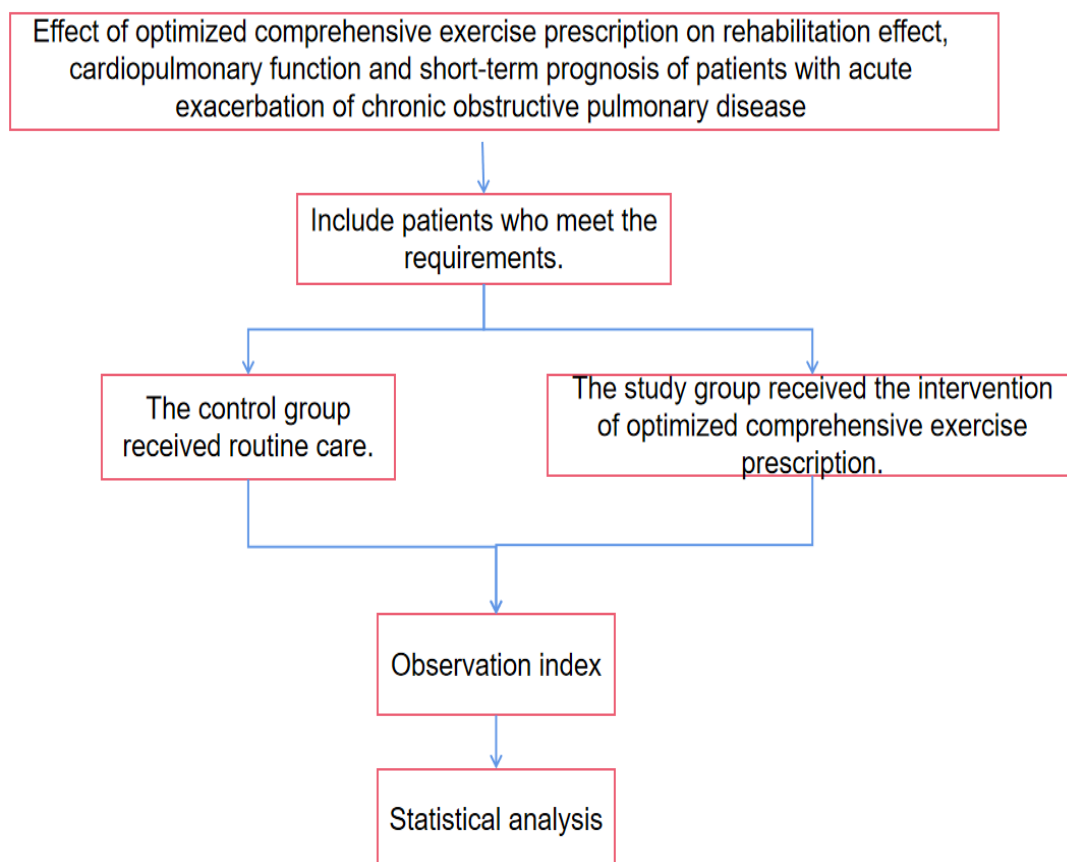 Effect of optimized comprehensive exercise prescription on rehabilitation effect,
cardiopulmonary function and short-term prognosis of patients with acute
exacerbation of chronic obstructive pulmonary disease
Include patients who meet the
requirements.
The control group
received routine care.
The study group received the intervention
of optimized comprehensive exercise
prescription.
Observation index
Statistical analysis